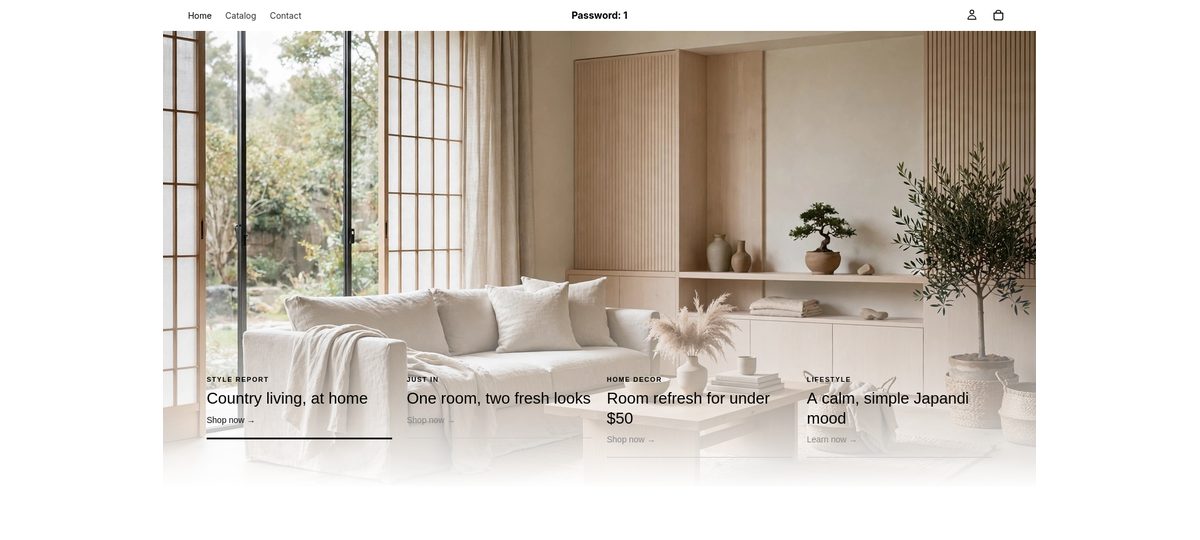 Home Catalog Contact Password: 1
STYLE REPORT
Country living, at home
Shop now →
JUST IN
One room, two fresh looks
Shop now →
HOME DECOR
Room refresh for under
$50
Shop now →
LIFESTYLE
A calm, simple Japandi
mood
Learn now →